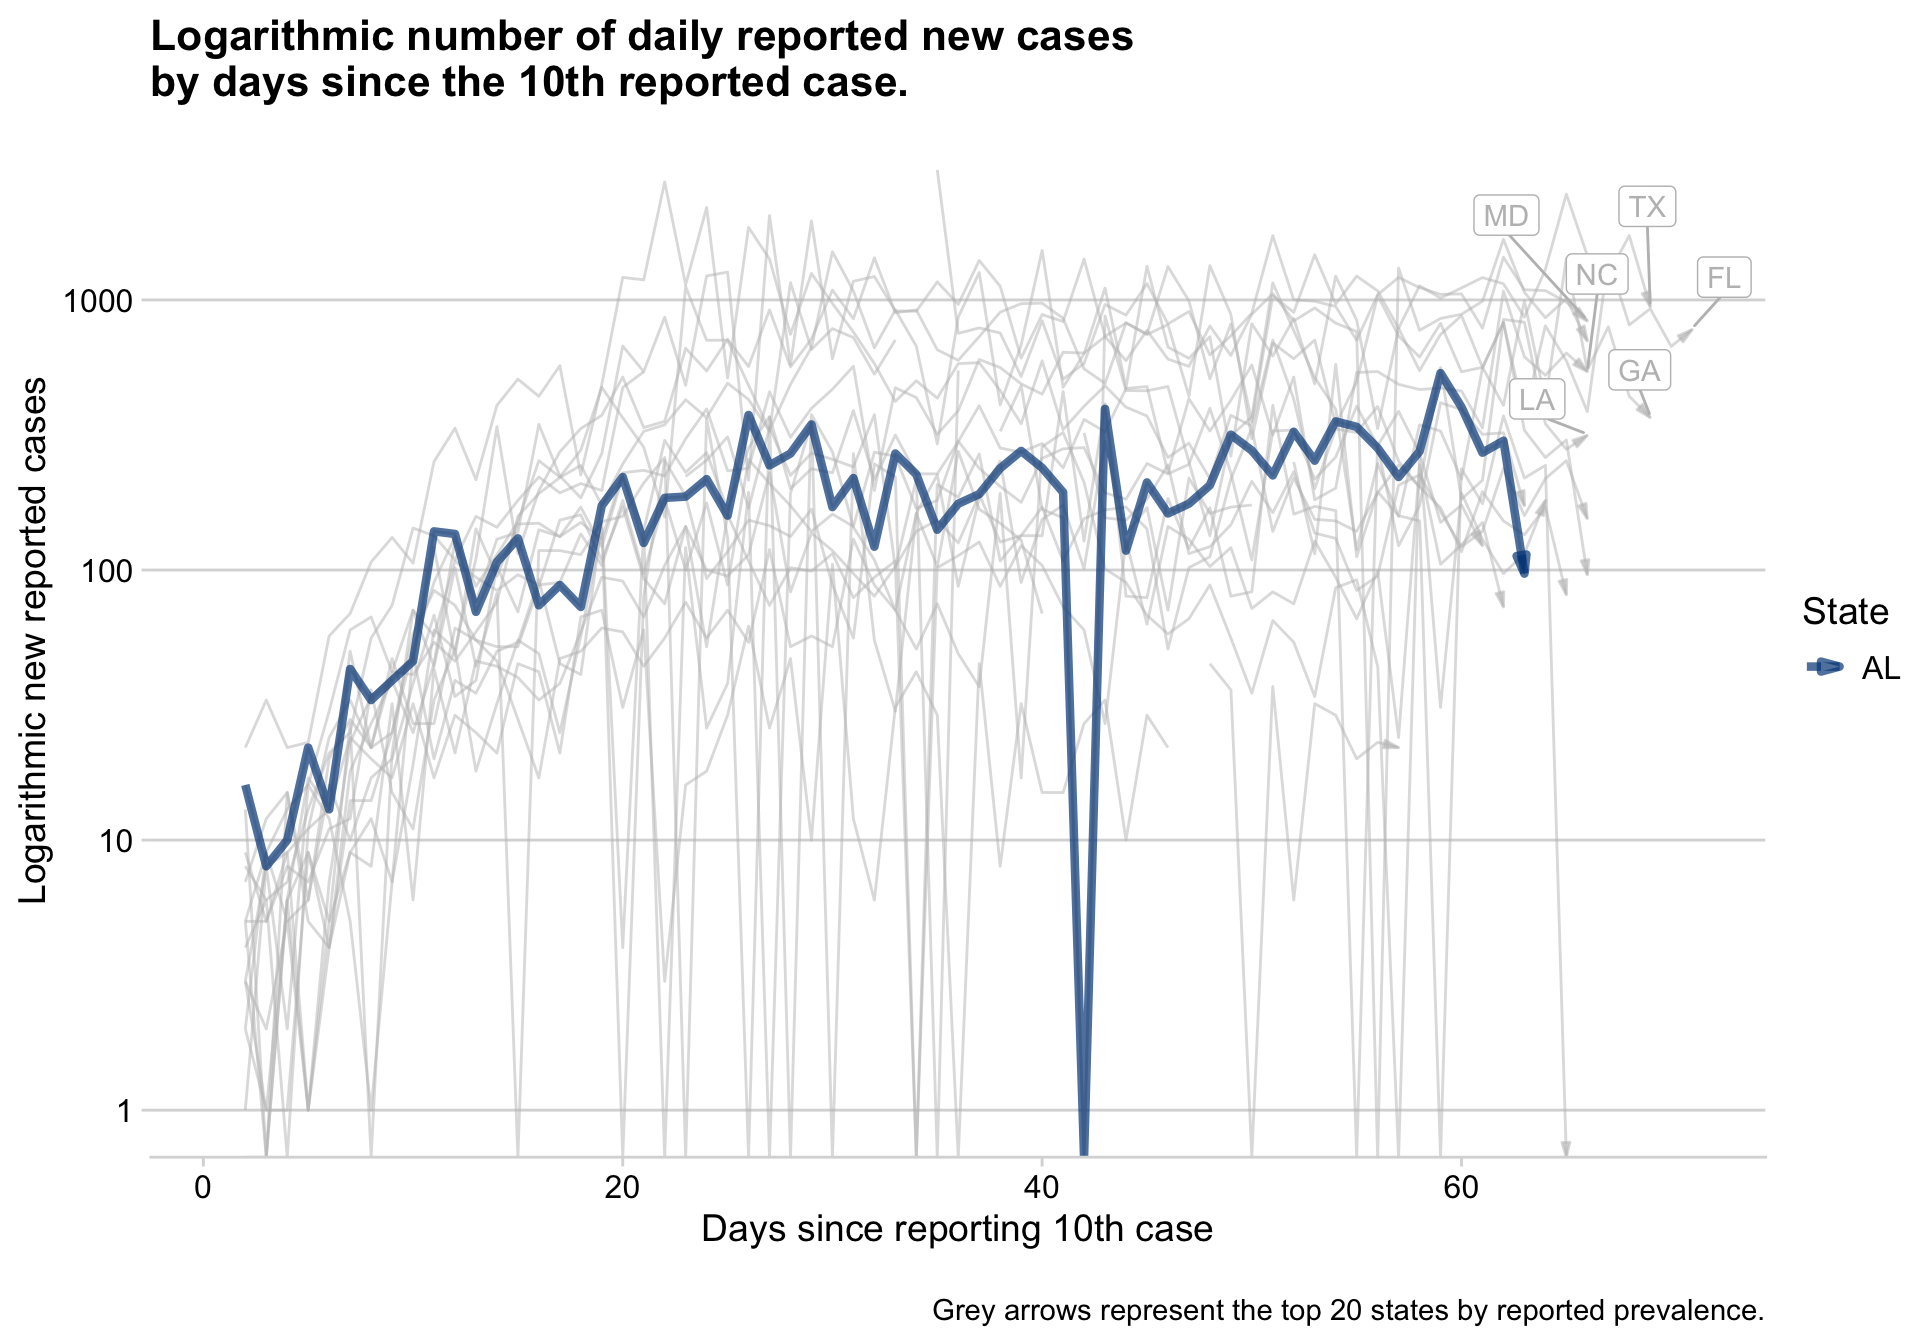 Logarithmic number of daily reported new cases
by days since the 10th reported case.
MD
TX
NC
FL
GA
LA
1000
100
10
1
Logarithmic new reported cases
0
20
40
60
Days since reporting 10th case
State
AL
Grey arrows represent the top 20 states by reported prevalence.